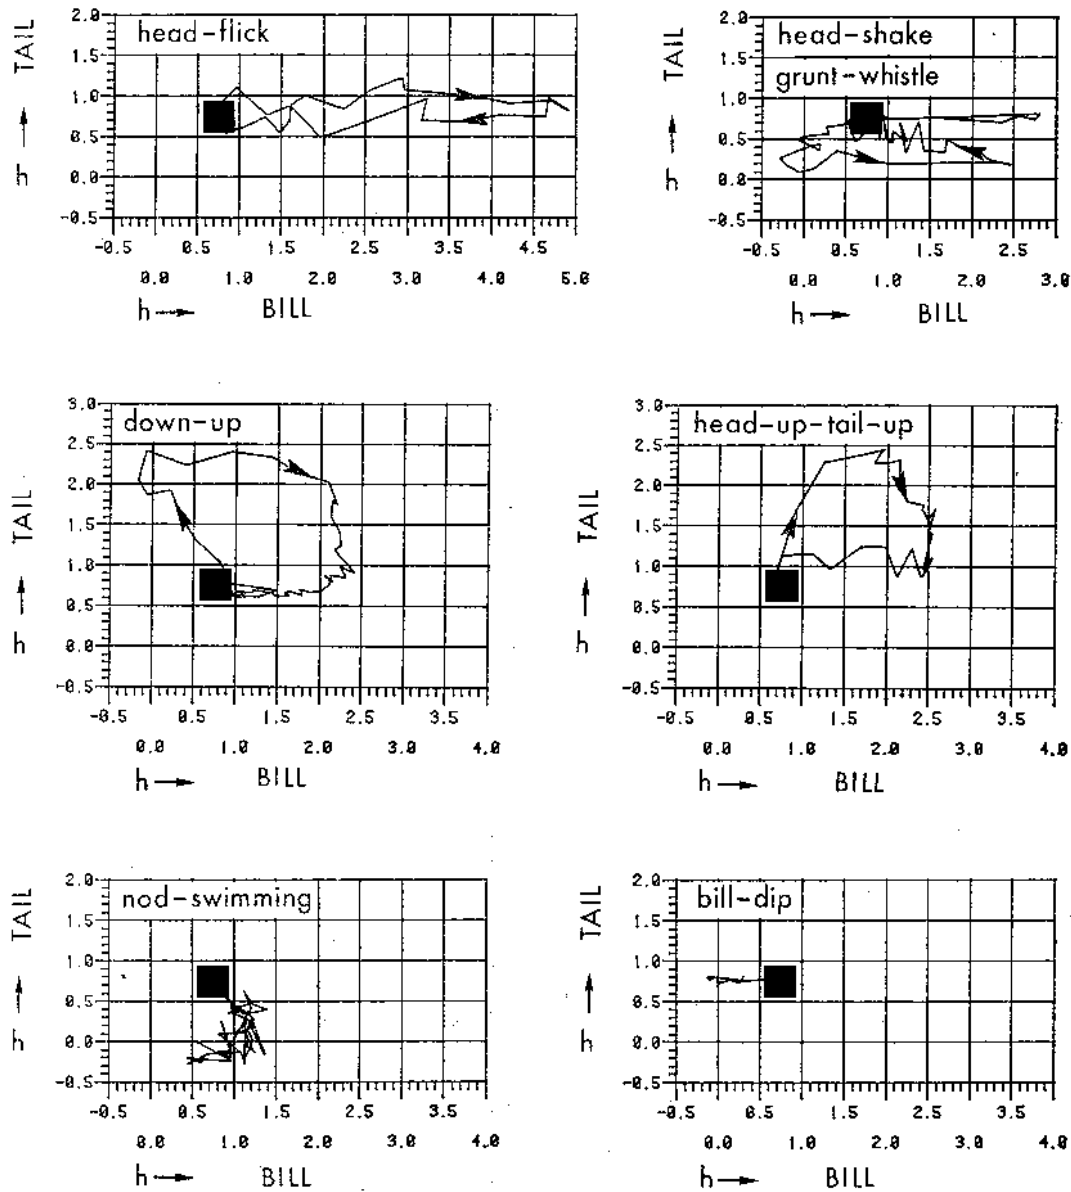 head-flick
TAIL
h
2.0
1.5
1.0
0.5
0.0
-0.5
-0.5 0.5 1.5 2.5 3.5 4.5
0.0 1.0 2.0 3.0 4.0 5.0
h BILL
head-shake
grunt-whistle
TAIL
h
2.0
1.5
1.0
0.5
0.0
-0.5
-0.5 0.5 1.5 2.5
0.0 1.0 2.0 3.0
h BILL
down-up
TAIL
h
3.0
2.5
2.0
1.5
1.0
0.5
0.0
-0.5
-0.5 0.5 1.5 2.5 3.5
0.0 1.0 2.0 3.0 4.0
h BILL
head-up-tail-up
TAIL
h
3.0
2.5
2.0
1.5
1.0
0.5
0.0
-0.5
-0.5 0.5 1.5 2.5 3.5
0.0 1.0 2.0 3.0 4.0
h BILL
nod-swimming
TAIL
h
2.0
1.5
1.0
0.5
0.0
-0.5
-0.5 0.5 1.5 2.5 3.5
0.0 1.0 2.0 3.0 4.0
h BILL
bill-dip
TAIL
h
2.0
1.5
1.0
0.5
0.0
-0.5
-0.5 0.5 1.5 2.5 3.5
0.0 1.0 2.0 3.0 4.0
h BILL